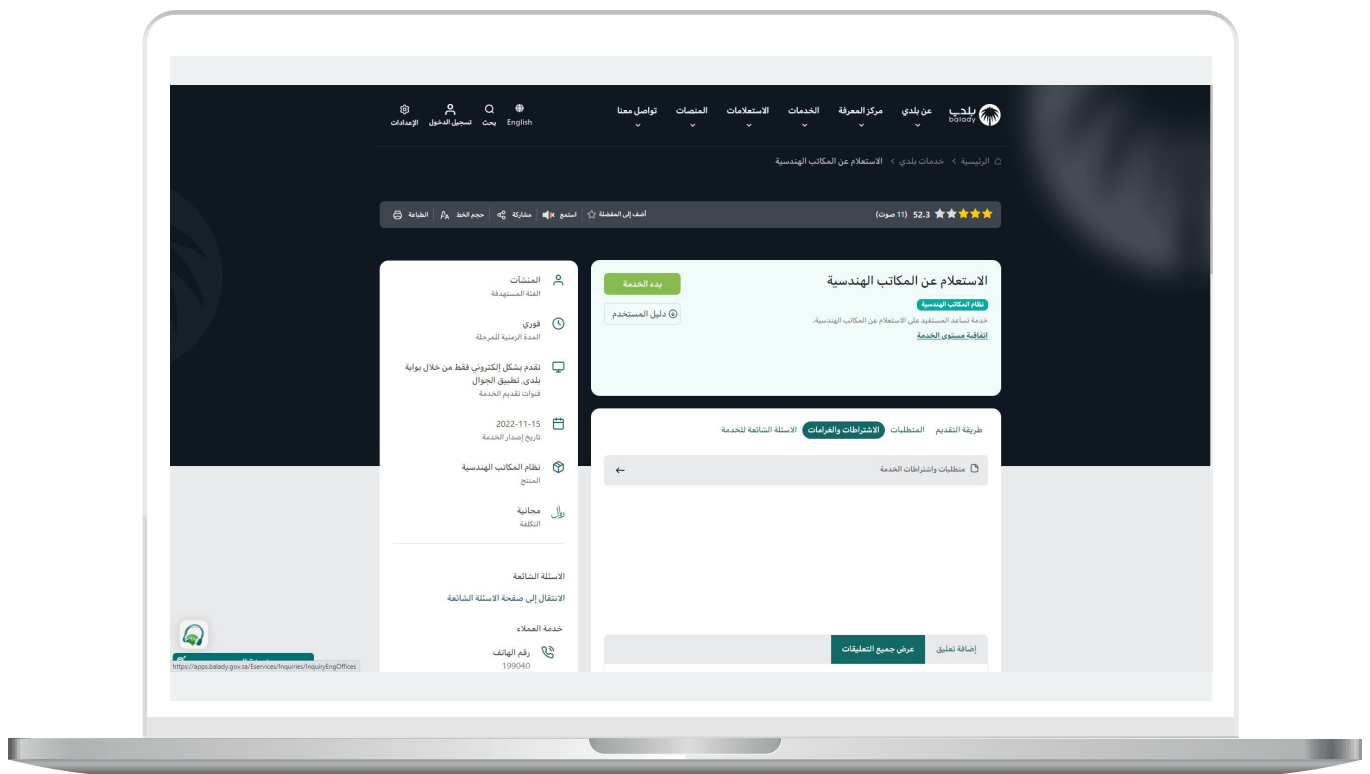 بلدي
balady
عن بلدي
مركز المعرفة
الخدمات
الاستعلامات
المنصات
تواصل معنا
English
بحث
تسجيل الدخول
الإعدادات
الرئيسية › خدمات بلدي › الاستعلام عن المكاتب الهندسية
52.3 (11 صوت)
أضف إلى المفضلة
استمع
مشاركة
حجم الخط
الطباعة
الاستعلام عن المكاتب الهندسية
نظام المكاتب الهندسية
خدمة تساعد المستفيد على الاستعلام عن المكاتب الهندسية.
اتفاقية مستوى الخدمة
بدء الخدمة
دليل المستخدم
طريقة التقديم
المتطلبات
الاشتراطات والغرامات
الاسئلة الشائعة للخدمة
متطلبات واشتراطات الخدمة
إضافة تعليق
عرض جميع التعليقات
المنشآت
الفئة المستهدفة
فوري
المدة الزمنية للمرحلة
تقدم بشكل إلكتروني فقط من خلال بوابة
بلدي, تطبيق الجوال
قنوات تقديم الخدمة
2022-11-15
تاريخ إصدار الخدمة
نظام المكاتب الهندسية
المنتج
ريال
مجانية
التكلفة
الاسئلة الشائعة
الانتقال إلى صفحة الاسئلة الشائعة
خدمة العملاء
رقم الهاتف
199040
https://apps.balady.gov.sa/Eservices/Inquiries/InquiryEngOffices